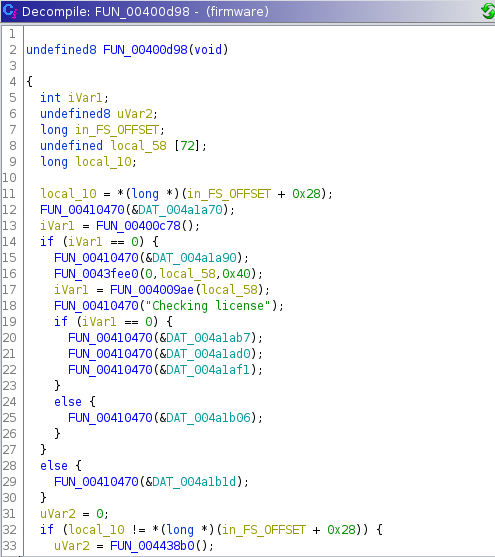 Decompile: FUN_00400d98 - (firmware)
1
2 undefined8 FUN_00400d98(void)
3
4 {
5 int iVar1;
6 undefined8 uVar2;
7 long in_FS_OFFSET;
8 undefined local_58 [72];
9 long local_10;
10
11 local_10 = *(long *)(in_FS_OFFSET + 0x28);
12 FUN_00410470(&DAT_004a1a70);
13 iVar1 = FUN_00400c78();
14 if (iVar1 == 0) {
15 FUN_00410470(&DAT_004a1a90);
16 FUN_0043fee0(0,local_58,0x40);
17 iVar1 = FUN_004009ae(local_58);
18 FUN_00410470("Checking license");
19 if (iVar1 == 0) {
20 FUN_00410470(&DAT_004a1ab7);
21 FUN_00410470(&DAT_004a1ad0);
22 FUN_00410470(&DAT_004a1af1);
23 }
24 else {
25 FUN_00410470(&DAT_004a1b06);
26 }
27 }
28 else {
29 FUN_00410470(&DAT_004a1b1d);
30 }
31 uVar2 = 0;
32 if (local_10 != *(long *)(in_FS_OFFSET + 0x28)) {
33 uVar2 = FUN_004438b0();